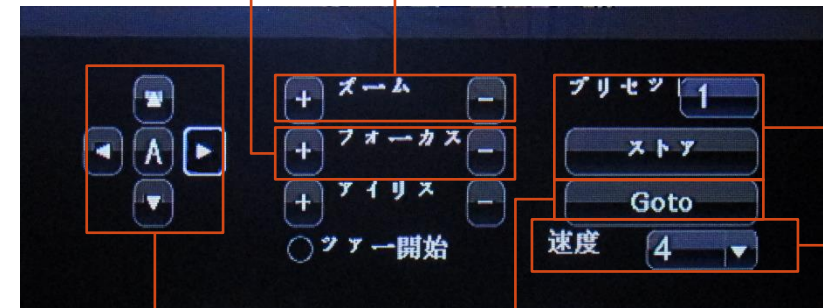 A
+ ズーム -
+ フォーカス -
+ アイリス -
ツアー開始
プリセット 1
ストア
Goto
速度 4